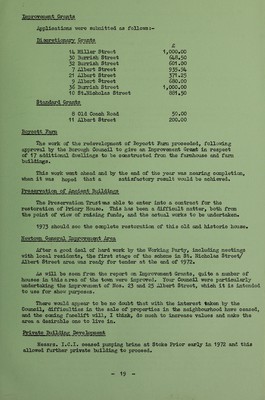 Improvement Grants
Applications were submitted as follows:-
Discretionary Grants
£
14 Miller Street 1,000.00
30 Burrish Street 648.50
32 Burrish Street 601.00
7 Albert Street 935.54
21 Albert Street 371.25
9 Albert Street 680.00
36 Burrish Street 1,000.00
10 St.Nicholas Street 881.50
Standard Grants
8 Old Coach Road 50.00
11 Albert Street 200.00
Boycott Farm
The work of the redevelopment of Boycott Farm proceeded, following
approval by the Borough Council to give an Improvement Grant in respect
of 17 additional dwellings to be constructed from the farmhouse and farm
buildings.
This work went ahead and by the end of the year was nearing completion,
when it was hoped that a satisfactory result would be achieved.
Preservation of Ancient Buildings
The Preservation Trust was able to enter into a contract for the
restoration of Priory House. This has been a difficult matter, both from
the point of view of raising funds, and the actual works to be undertaken.
1973 should see the complete restoration of this old and historic house.
General Improvement Area
After a good deal of hard work by the Working Party, including meetings
with local residents, the first stage of the scheme in St. Nicholas Street/
Albert Street area was ready for tender at the end of 1972.
As will be seen from the report on Improvement Grants, quite a number of
houses in this area of the town were improved. Your Council were particularly
undertaking the improvement of Nos. 23 and 25 Albert Street, which it is intended
to use for show purposes.
There would appear to be no doubt that with the interest taken by the
Council, difficulties in the sale of properties in the neighbourhood have ceased,
and the coming facelift will, I think, do much to increase values and make the
area a desirable one to live in.
Private Building Development
Messrs. I.C.I. ceased pumping brine at Stoke Prior early in 1972 and this
allowed further private building to proceed.
- 19 -